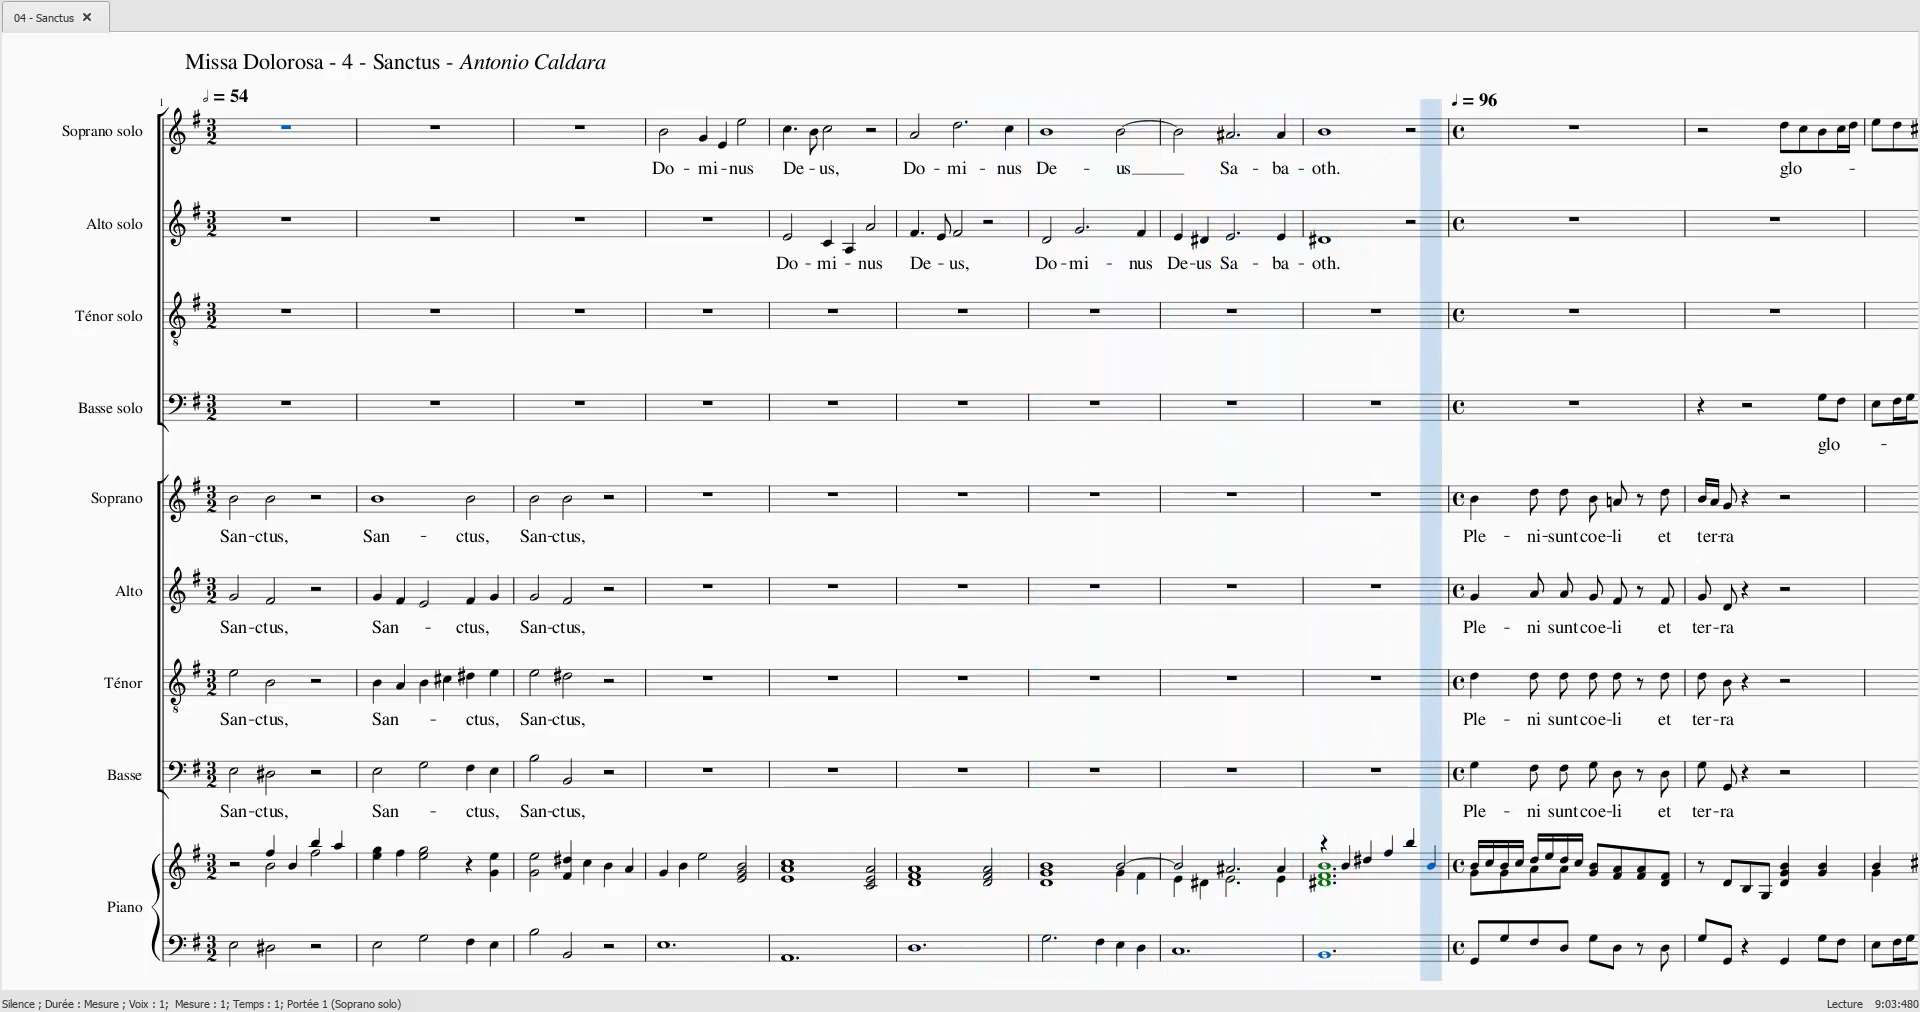 04 - Sanctus ✕
Missa Dolorosa - 4 - Sanctus - Antonio Caldara
1
𝅗𝅥 = 54
♩ = 96
Soprano solo
Do - mi - nus De - us, Do - mi - nus De - us Sa - ba - oth. glo -
Alto solo
Do - mi - nus De - us, Do - mi - nus De - us Sa - ba - oth.
Ténor solo
Basse solo
glo -
Soprano
San - ctus, San - ctus, San - ctus, Ple - ni - sunt coe - li et ter - ra
Alto
San - ctus, San - ctus, San - ctus, Ple - ni sunt coe - li et ter - ra
Ténor
San - ctus, San - ctus, San - ctus, Ple - ni sunt coe - li et ter - ra
Basse
San - ctus, San - ctus, San - ctus, Ple - ni sunt coe - li et ter - ra
Piano
Silence ; Durée : Mesure ; Voix : 1; Mesure : 1; Temps : 1; Portée 1 (Soprano solo)
Lecture 9:03:480